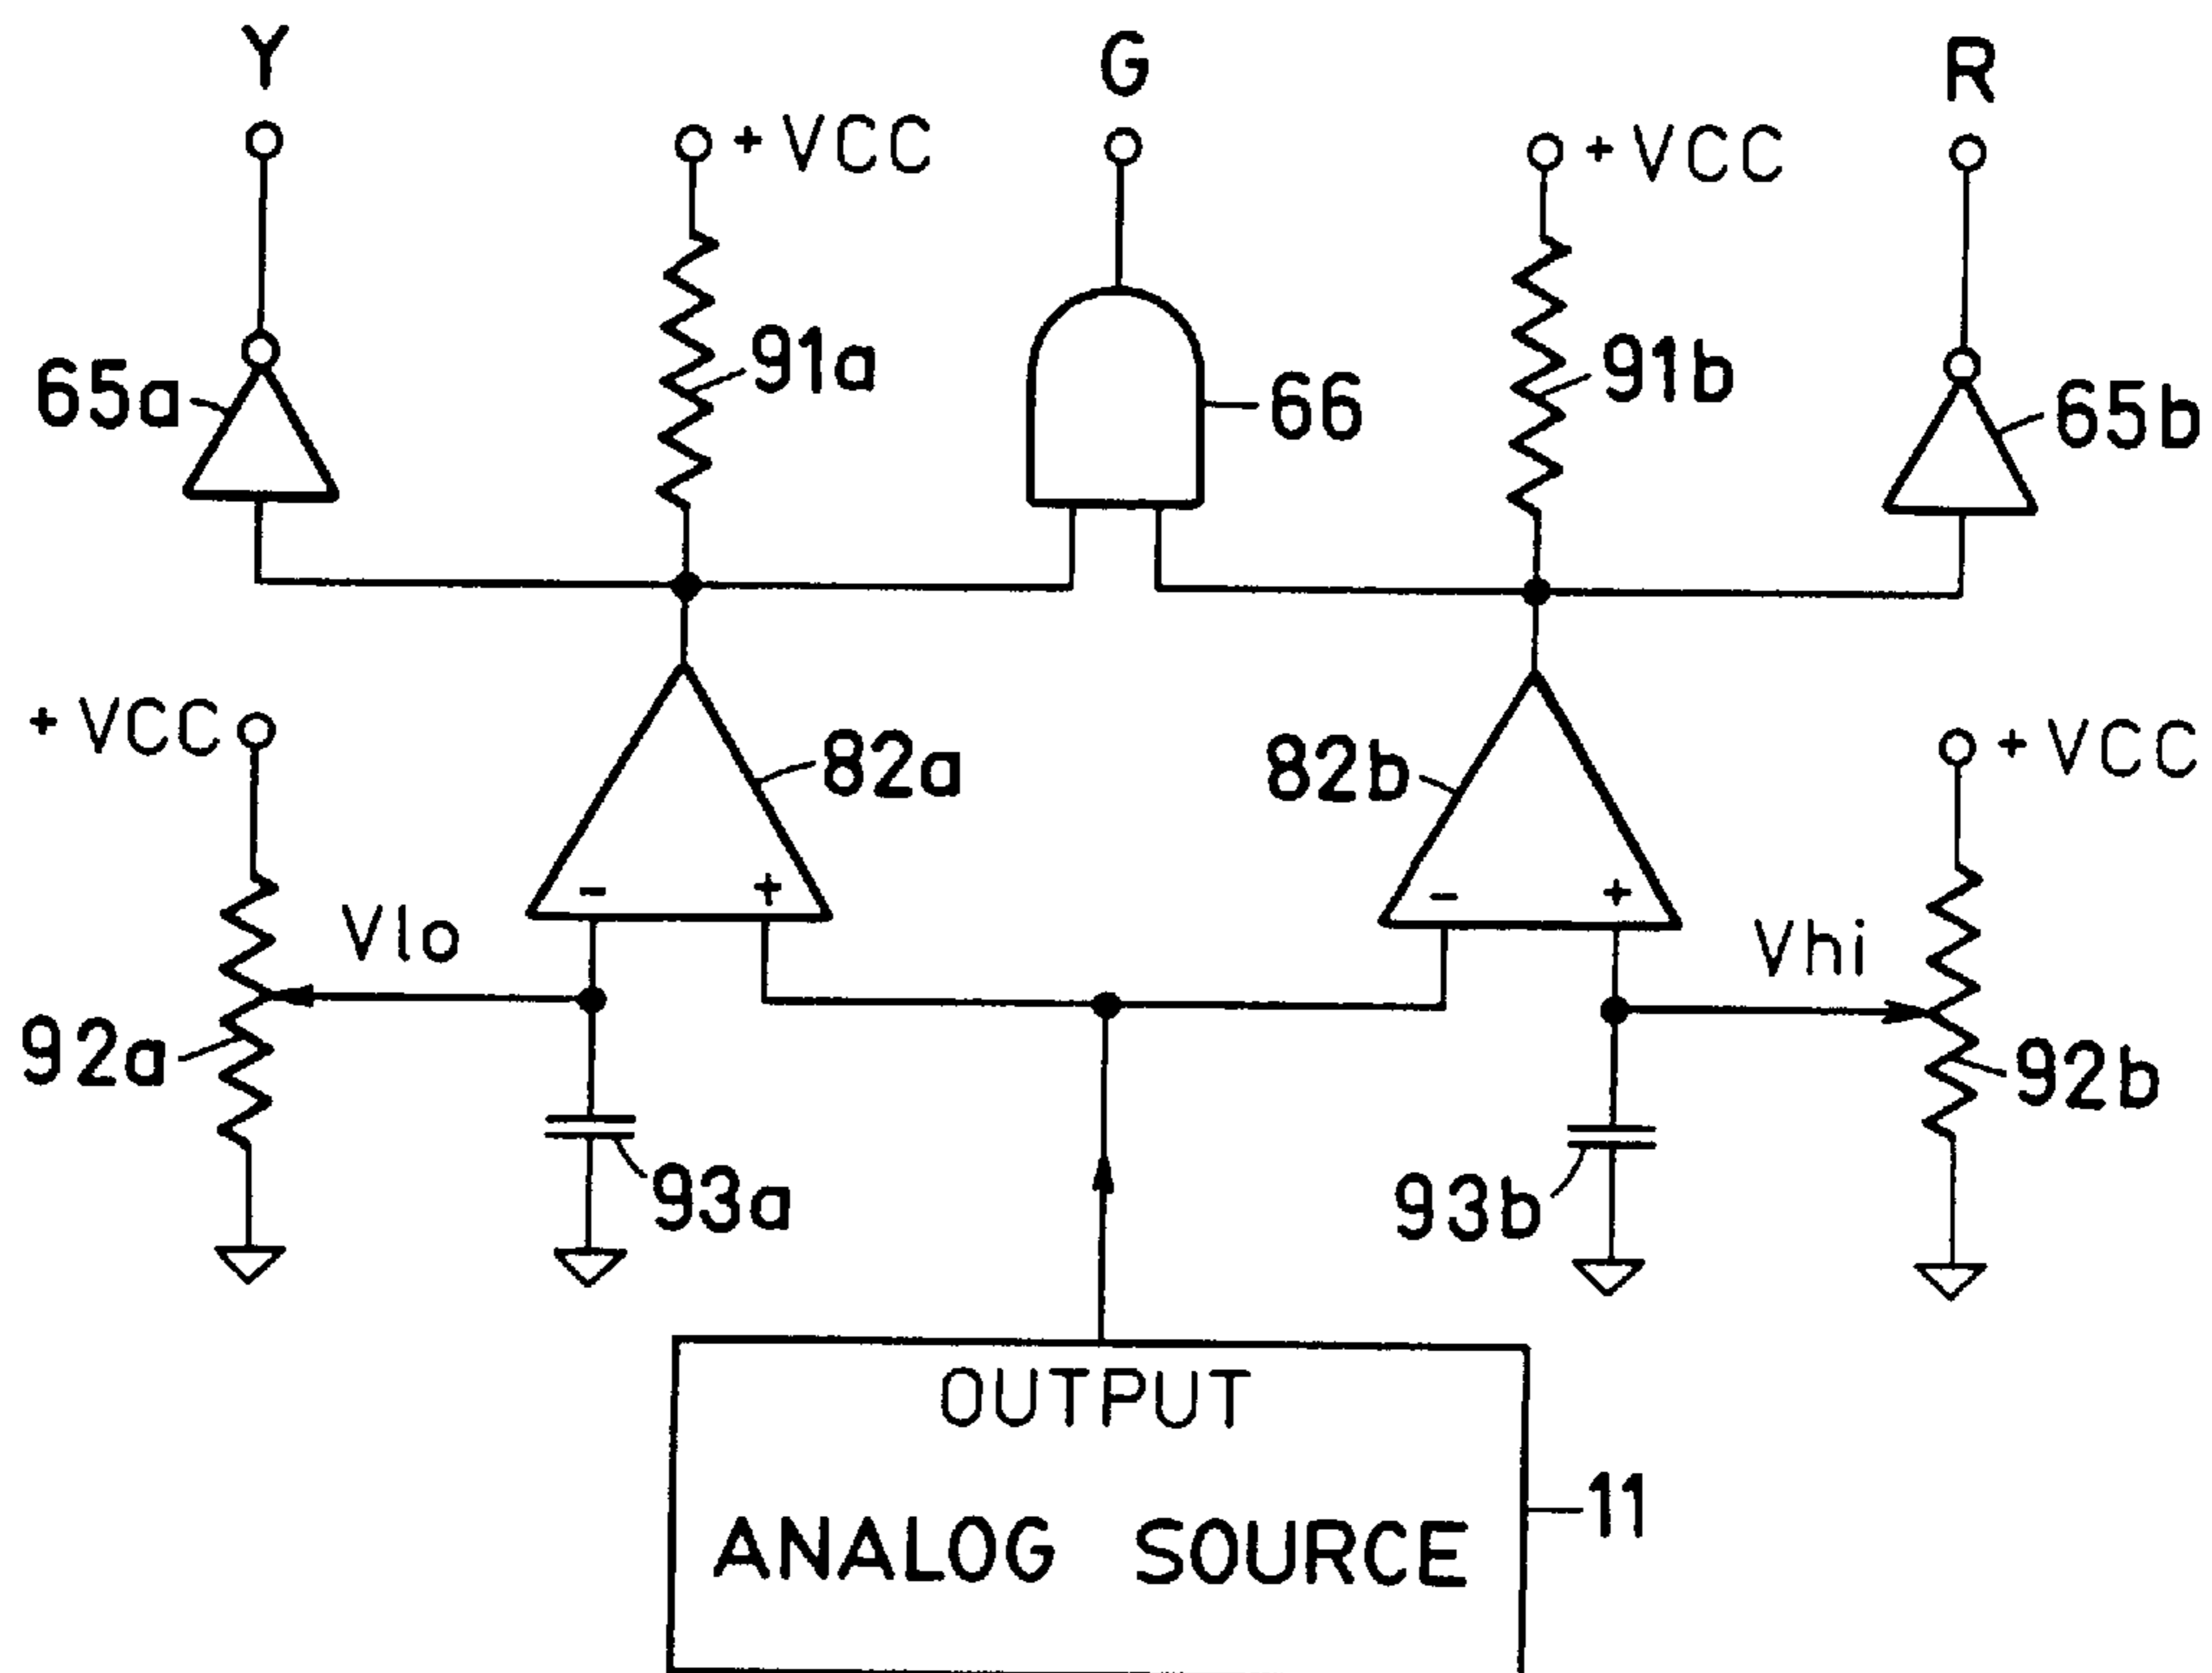 Y
G
R
+VCC
+VCC
65a
91a
66
91b
65b
+VCC
82a
82b
+VCC
-
+
-
+
Vlo
Vhi
92a
92b
93a
93b
OUTPUT
ANALOG SOURCE
11